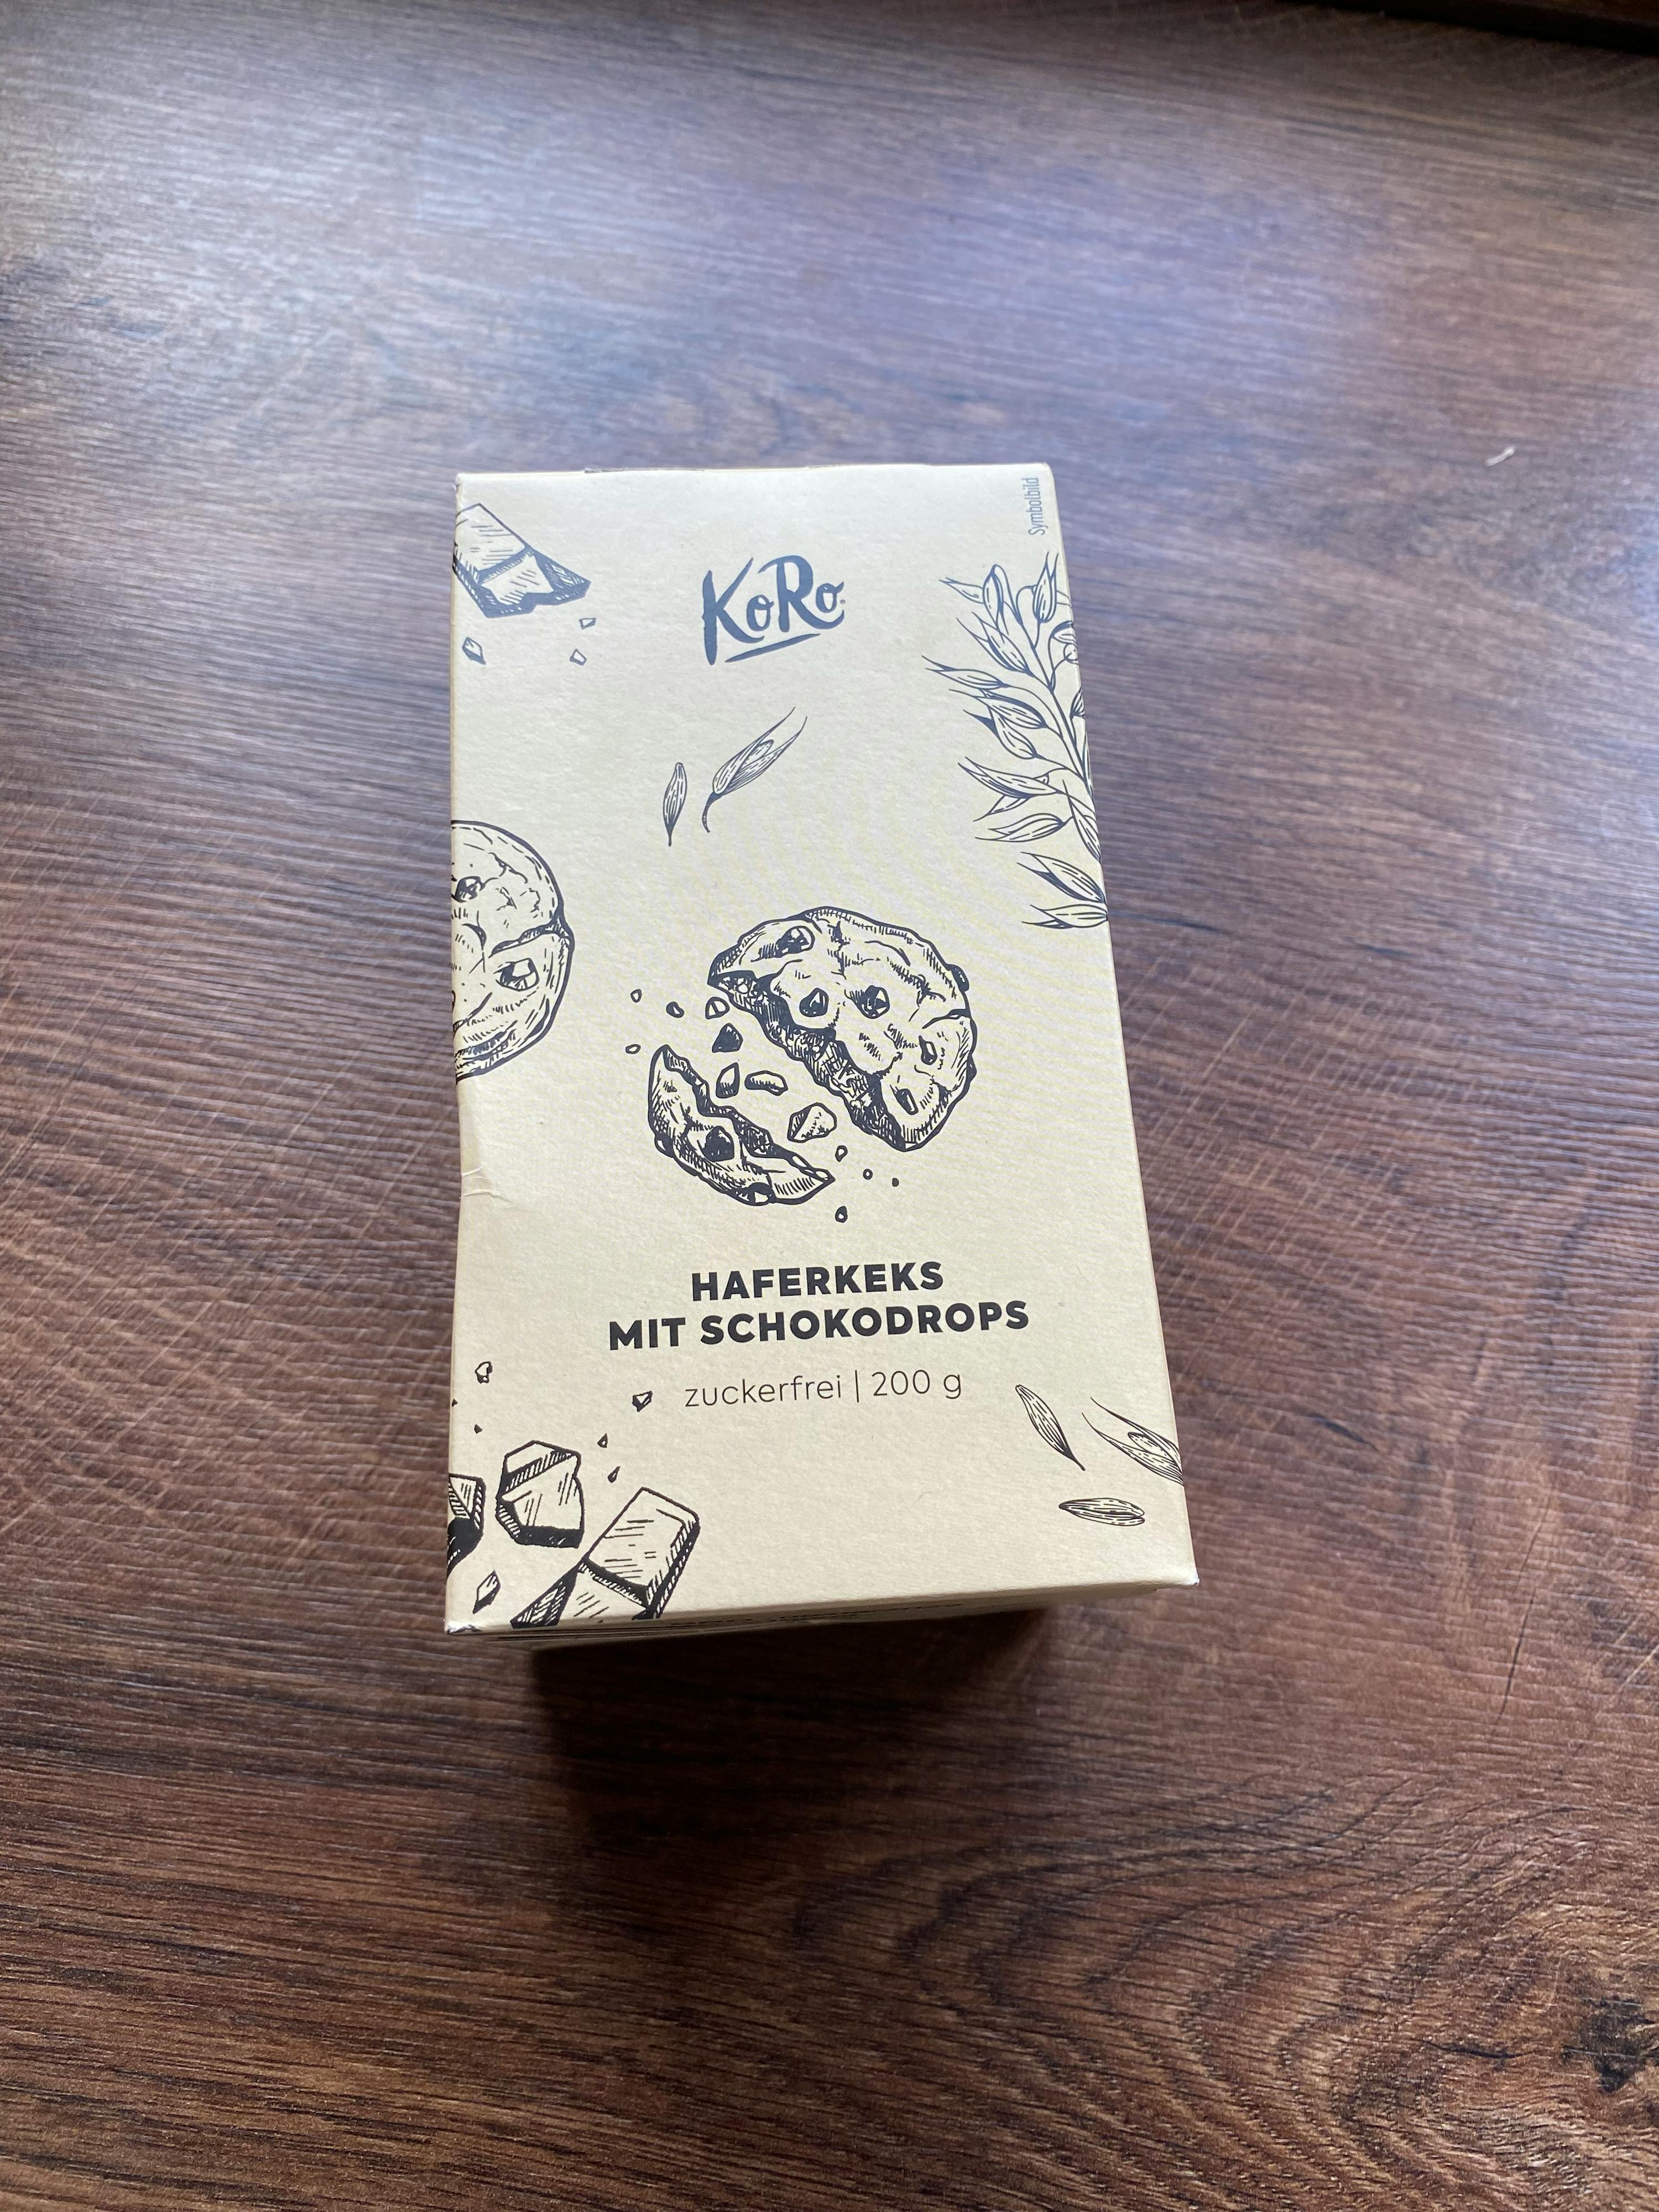 Symbolbild
KoRo
HAFERKEKS
MIT SCHOKODROPS
zuckerfrei | 200 g